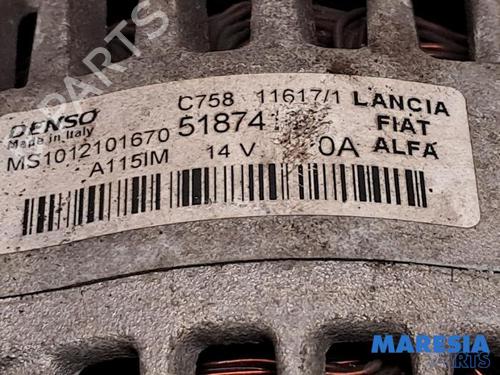 DENSO
Made in Italy
MS1012101670
A115IM
C758 11617/1
51874
14 V 0A
LANCIA
FIAT
ALFA
PARTS
MARESIA
PARTS